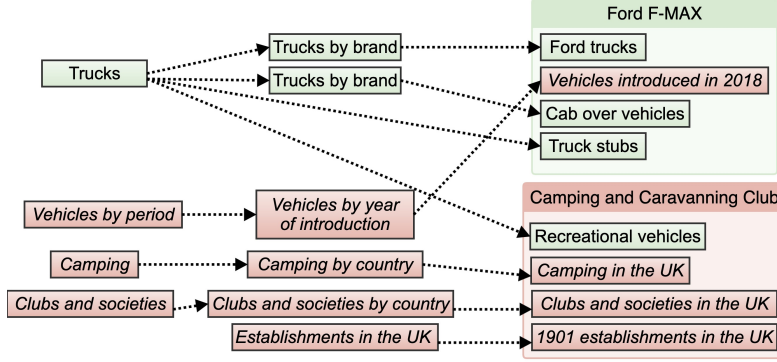 Ford F-MAX
Trucks
Trucks by brand
Trucks by brand
Ford trucks
Vehicles introduced in 2018
Cab over vehicles
Truck stubs
Vehicles by period
Vehicles by year
of introduction
Camping and Caravanning Club
Recreational vehicles
Camping
Camping by country
Camping in the UK
Clubs and societies
Clubs and societies by country
Clubs and societies in the UK
Establishments in the UK
1901 establishments in the UK